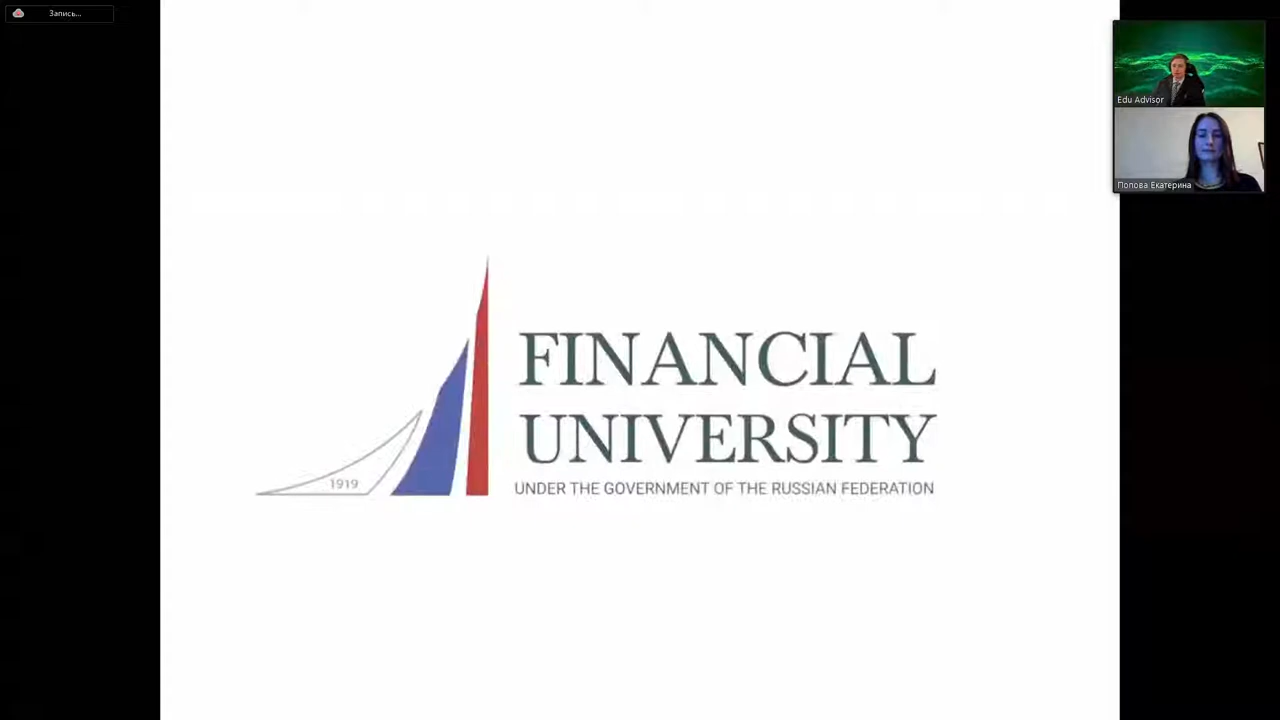 Запись...
Edu Advisor
Попова Екатерина
FINANCIAL
UNIVERSITY
1919
UNDER THE GOVERNMENT OF THE RUSSIAN FEDERATION